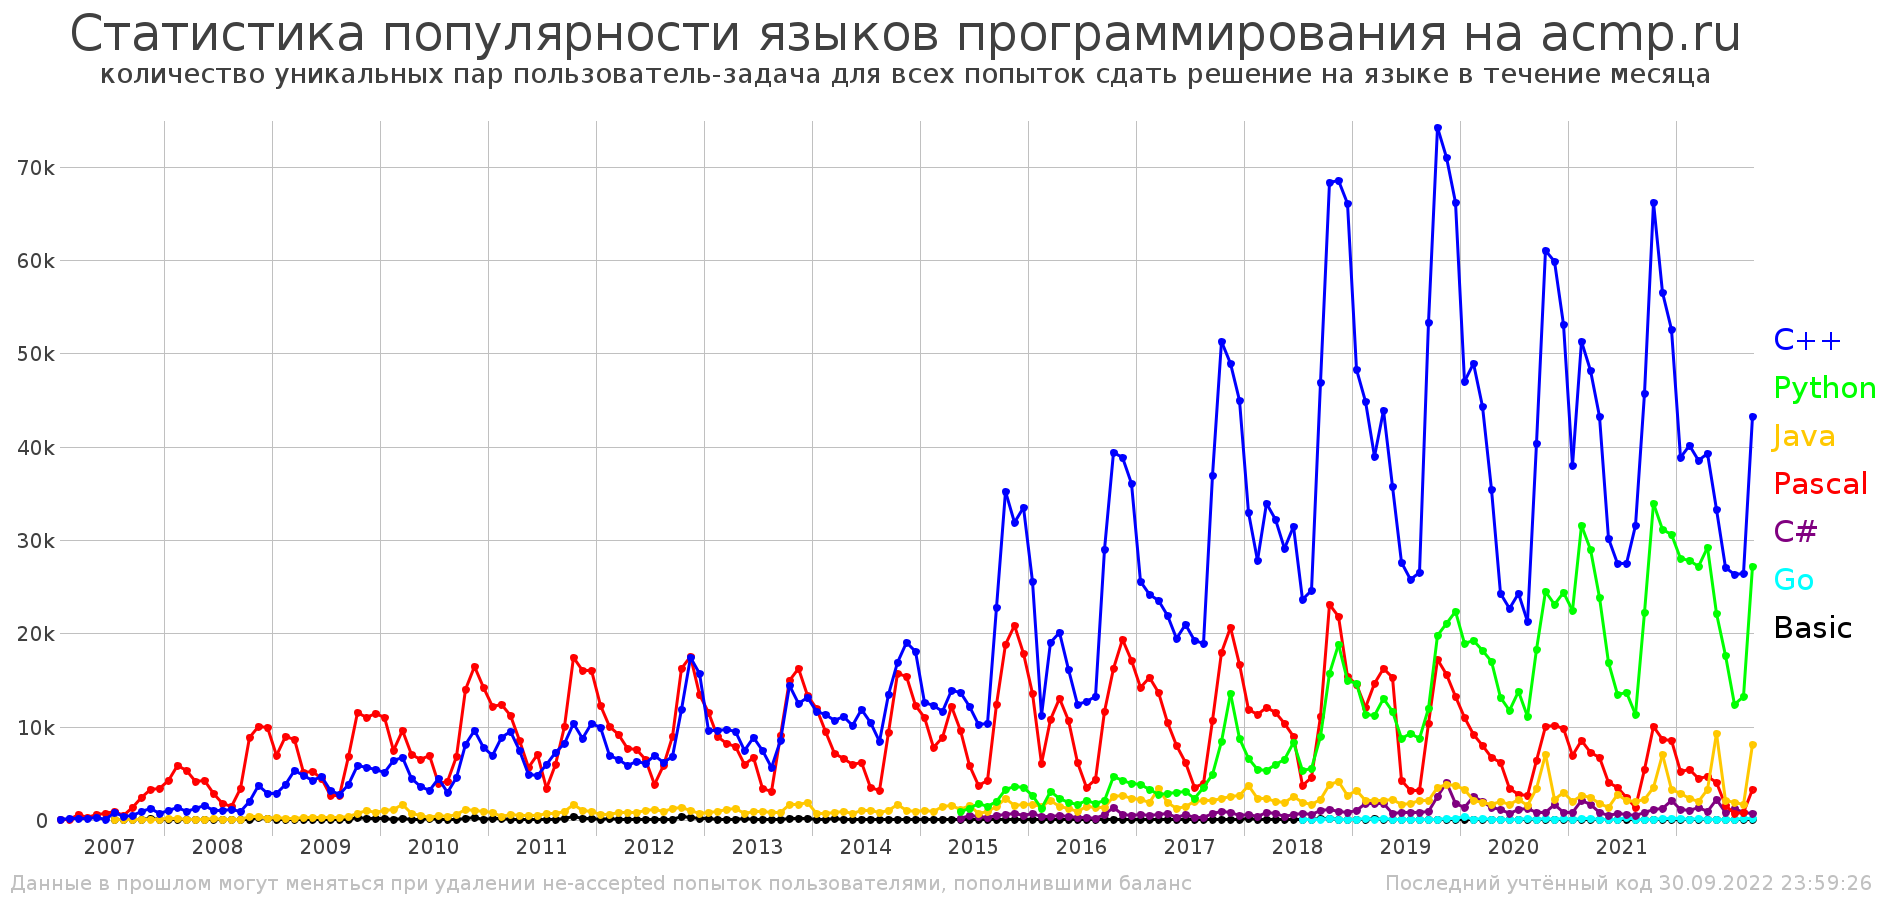 Статистика популярности языков программирования на acmp.ru
количество уникальных пар пользователь-задача для всех попыток сдать решение на языке в течение месяца
70k
60k
50k
40k
30k
20k
10k
0
C++
Python
Java
Pascal
C#
Go
Basic
2007 2008 2009 2010 2011 2012 2013 2014 2015 2016 2017 2018 2019 2020 2021
Данные в прошлом могут меняться при удалении не-accepted попыток пользователями, пополнившими баланс
Последний учтённый код 30.09.2022 23:59:26